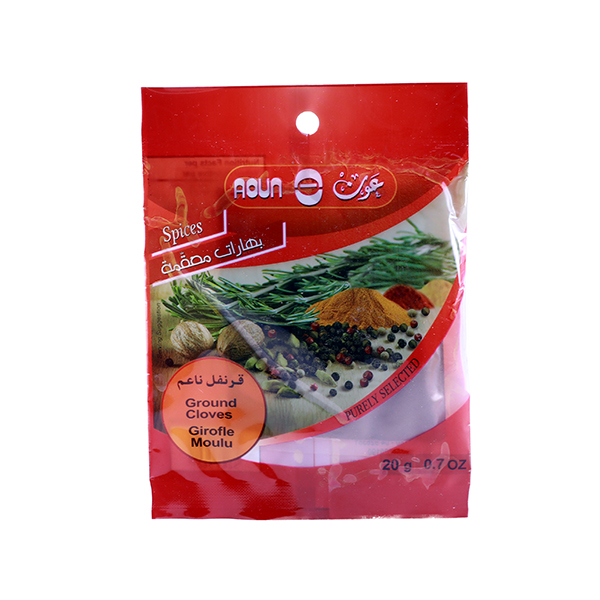 AOUN عون
Spices
بهارات معقمة
قرنفل ناعم
Ground
Cloves
Girofle
Moulu
PURELY SELECTED
20 g 0.7 OZ